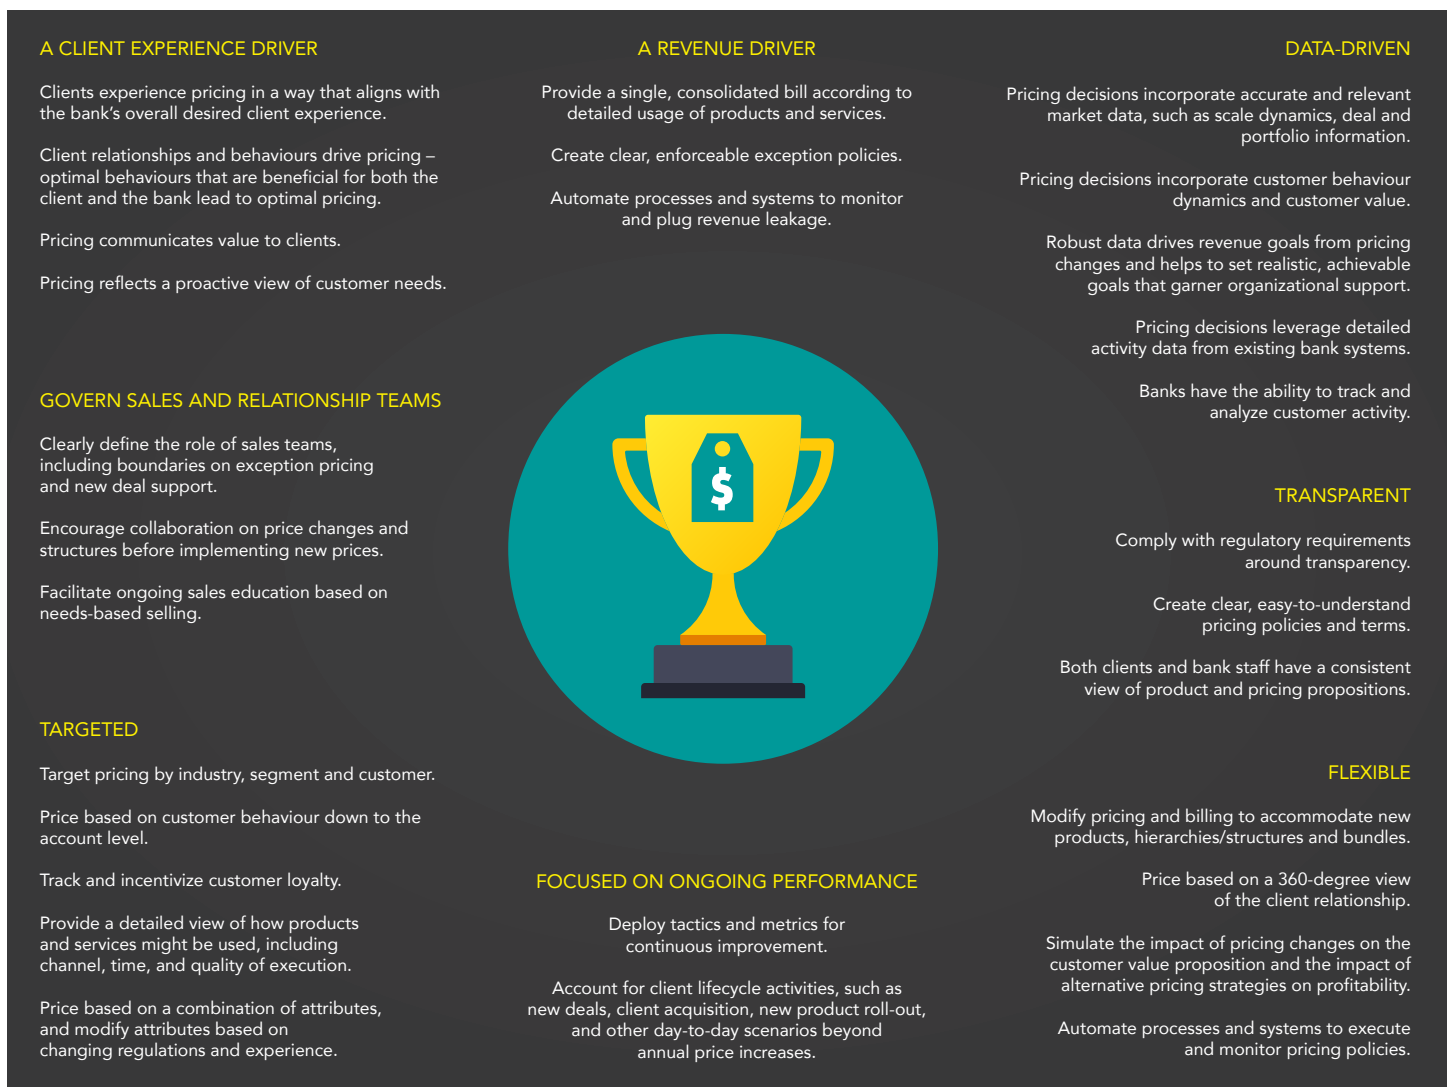 A CLIENT EXPERIENCE DRIVER
Clients experience pricing in a way that aligns with
the bank’s overall desired client experience.
Client relationships and behaviours drive pricing –
optimal behaviours that are beneficial for both the
client and the bank lead to optimal pricing.
Pricing communicates value to clients.
Pricing reflects a proactive view of customer needs.
GOVERN SALES AND RELATIONSHIP TEAMS
Clearly define the role of sales teams,
including boundaries on exception pricing
and new deal support.
Encourage collaboration on price changes and
structures before implementing new prices.
Facilitate ongoing sales education based on
needs-based selling.
TARGETED
Target pricing by industry, segment and customer.
Price based on customer behaviour down to the
account level.
Track and incentivize customer loyalty.
Provide a detailed view of how products
and services might be used, including
channel, time, and quality of execution.
Price based on a combination of attributes,
and modify attributes based on
changing regulations and experience.
A REVENUE DRIVER
Provide a single, consolidated bill according to
detailed usage of products and services.
Create clear, enforceable exception policies.
Automate processes and systems to monitor
and plug revenue leakage.
$
FOCUSED ON ONGOING PERFORMANCE
Deploy tactics and metrics for
continuous improvement.
Account for client lifecycle activities, such as
new deals, client acquisition, new product roll-out,
and other day-to-day scenarios beyond
annual price increases.
DATA-DRIVEN
Pricing decisions incorporate accurate and relevant
market data, such as scale dynamics, deal and
portfolio information.
Pricing decisions incorporate customer behaviour
dynamics and customer value.
Robust data drives revenue goals from pricing
changes and helps to set realistic, achievable
goals that garner organizational support.
Pricing decisions leverage detailed
activity data from existing bank systems.
Banks have the ability to track and
analyze customer activity.
TRANSPARENT
Comply with regulatory requirements
around transparency.
Create clear, easy-to-understand
pricing policies and terms.
Both clients and bank staff have a consistent
view of product and pricing propositions.
FLEXIBLE
Modify pricing and billing to accommodate new
products, hierarchies/structures and bundles.
Price based on a 360-degree view
of the client relationship.
Simulate the impact of pricing changes on the
customer value proposition and the impact of
alternative pricing strategies on profitability.
Automate processes and systems to execute
and monitor pricing policies.